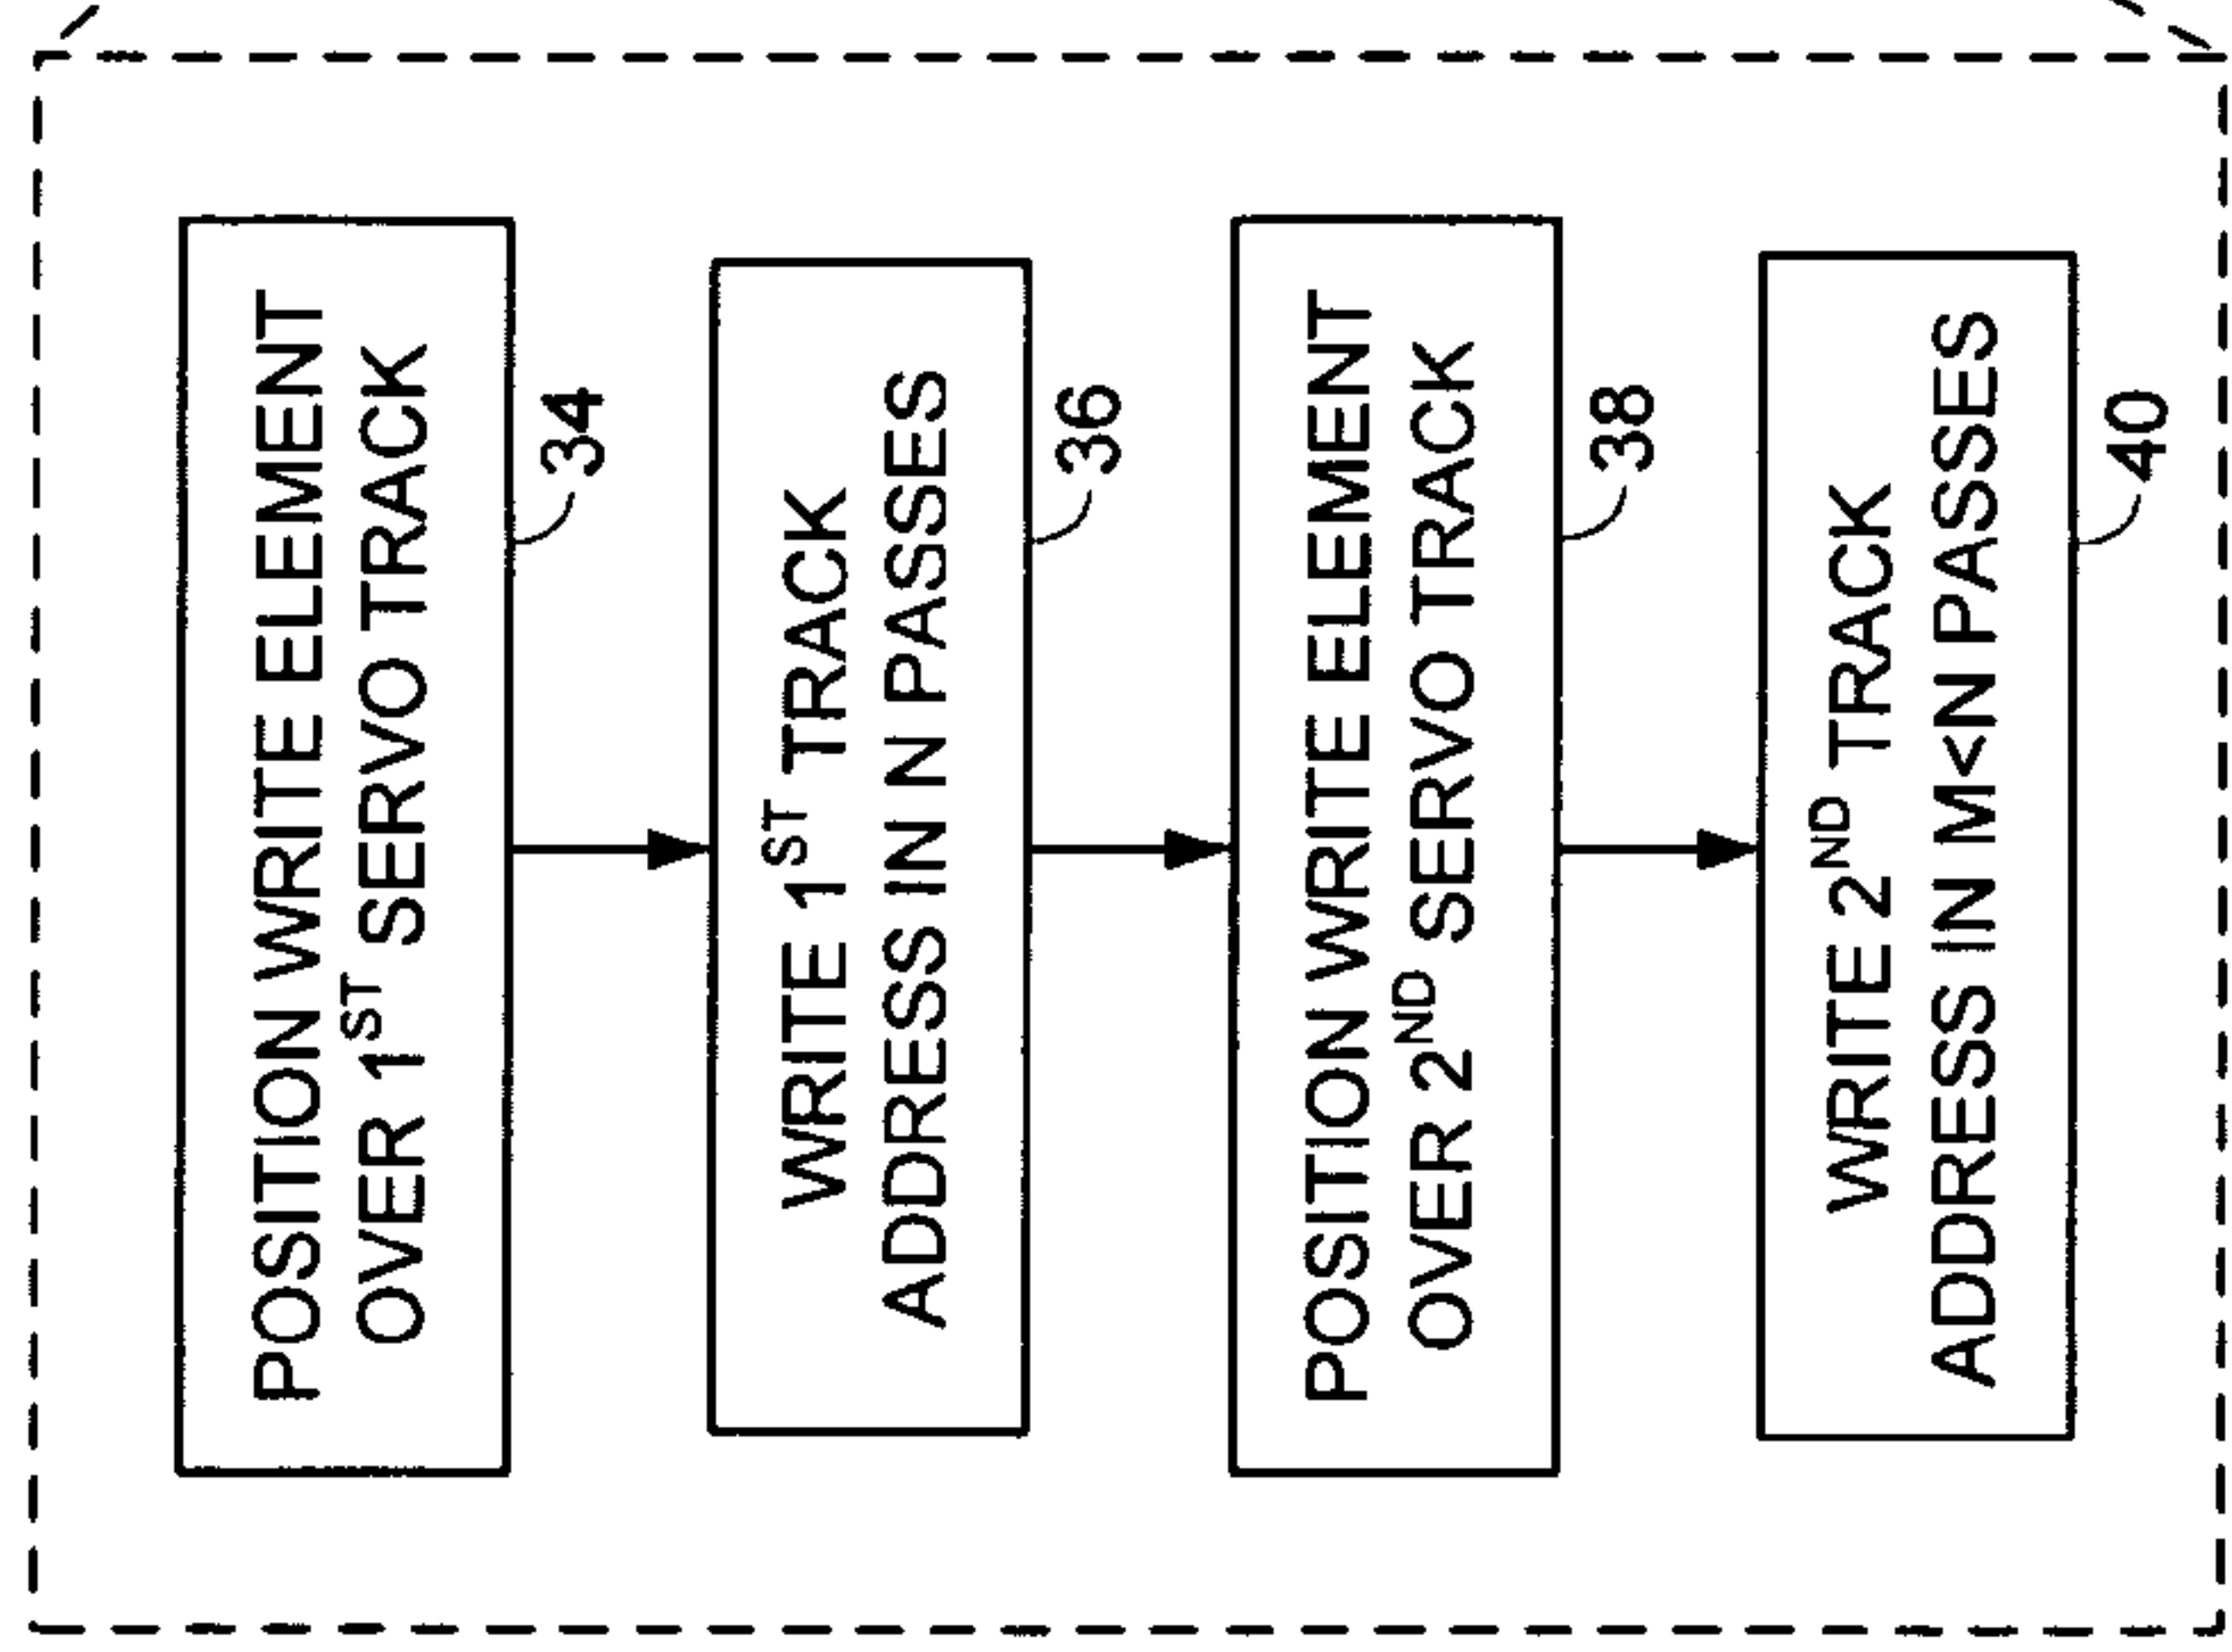 POSITION WRITE ELEMENT
OVER 1ST SERVO TRACK
34
WRITE 1ST TRACK
ADDRESS IN N PASSES
36
POSITION WRITE ELEMENT
OVER 2ND SERVO TRACK
38
WRITE 2ND TRACK
ADDRESS IN M<N PASSES
40